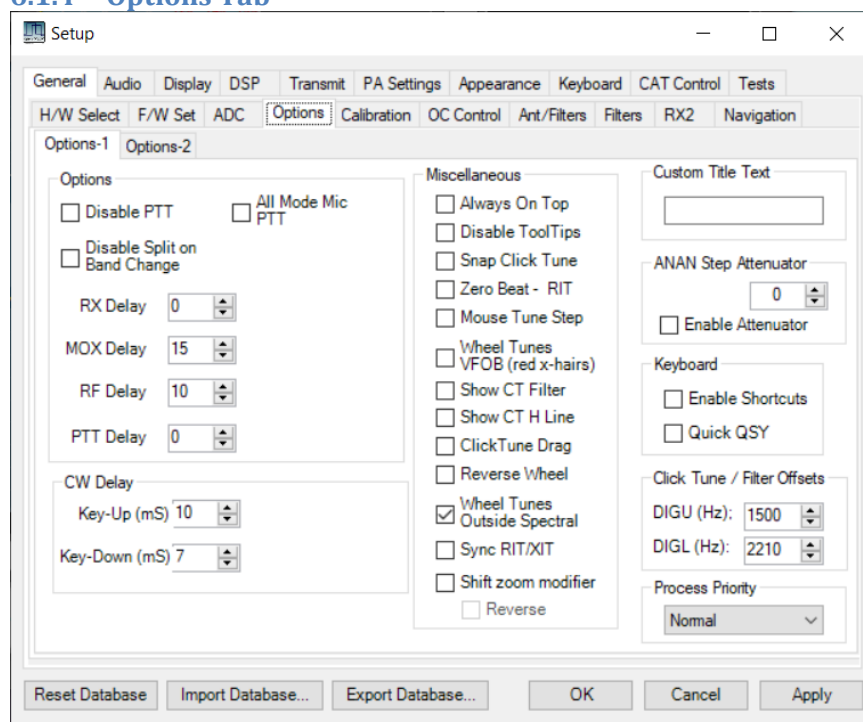 Options Tab
Setup
General Audio Display DSP Transmit PA Settings Appearance Keyboard CAT Control Tests
H/W Select F/W Set ADC Options Calibration OC Control Ant/Filters Filters RX2 Navigation
Options-1 Options-2
Options
Disable PTT
All Mode Mic
PTT
Disable Split on
Band Change
RX Delay 0
MOX Delay 15
RF Delay 10
PTT Delay 0
CW Delay
Key-Up (mS) 10
Key-Down (mS) 7
Miscellaneous
Always On Top
Disable ToolTips
Snap Click Tune
Zero Beat - RIT
Mouse Tune Step
Wheel Tunes
VFOB (red x-hairs)
Show CT Filter
Show CT H Line
ClickTune Drag
Reverse Wheel
Wheel Tunes
Outside Spectral
Sync RIT/XIT
Shift zoom modifier
Reverse
Custom Title Text
ANAN Step Attenuator
0
Enable Attenuator
Keyboard
Enable Shortcuts
Quick QSY
Click Tune / Filter Offsets
DIGU (Hz): 1500
DIGL (Hz): 2210
Process Priority
Normal
Reset Database Import Database... Export Database... OK Cancel Apply